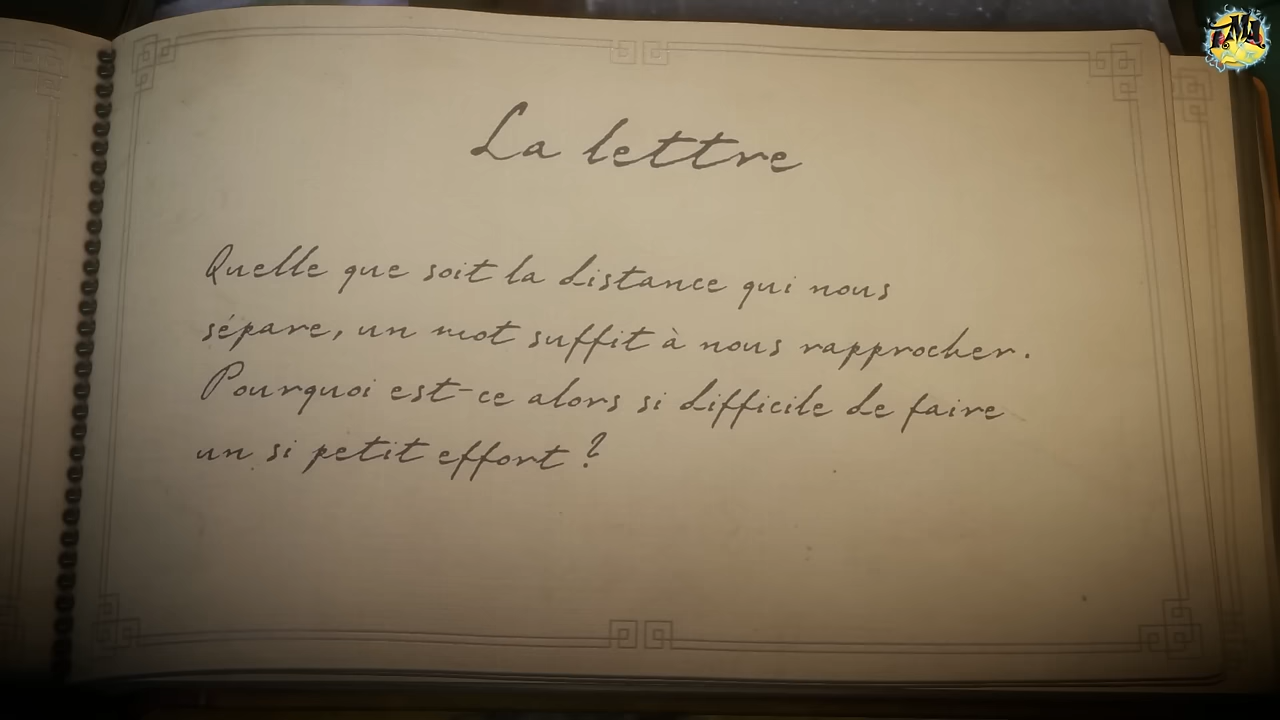 La lettre
Quelle que soit la distance qui nous
sépare, un mot suffit à nous rapprocher.
Pourquoi est-ce alors si difficile de faire
un si petit effort ?